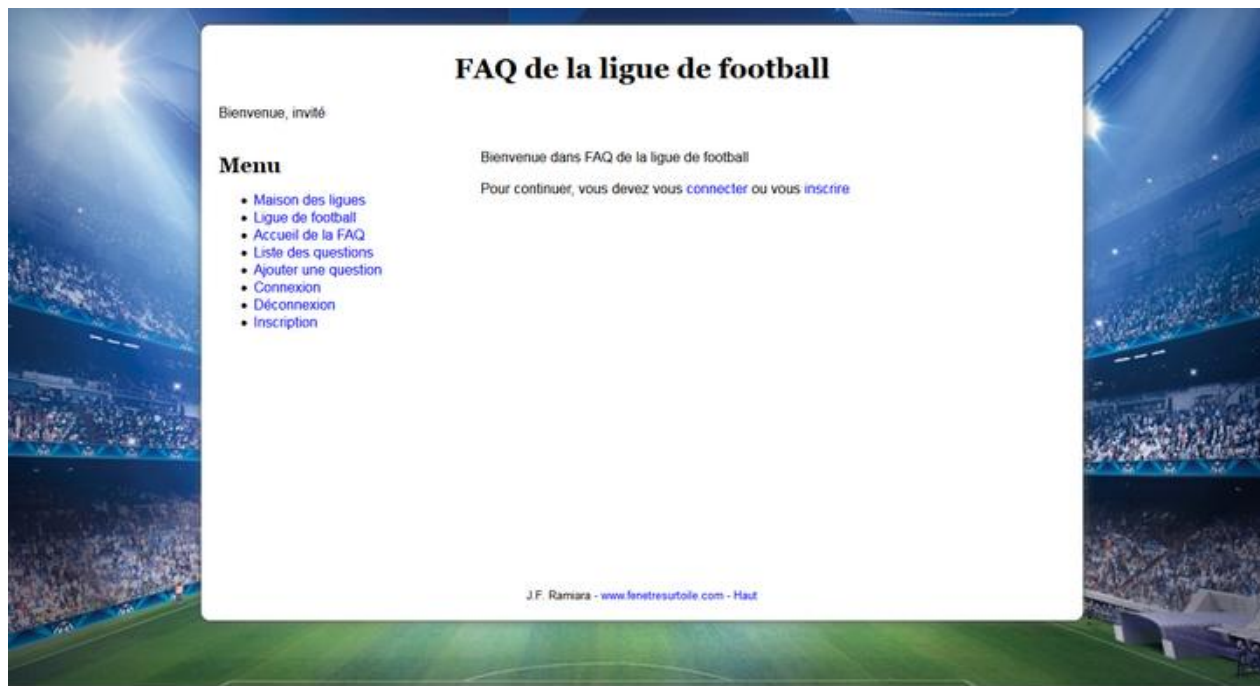 FAQ de la ligue de football
Bienvenue, invité
Menu
Maison des ligues
Ligue de football
Accueil de la FAQ
Liste des questions
Ajouter une question
Connexion
Déconnexion
Inscription
Bienvenue dans FAQ de la ligue de football
Pour continuer, vous devez vous connecter ou vous inscrire
J.F. Ramiara - www.fenetresurtoile.com - Haut